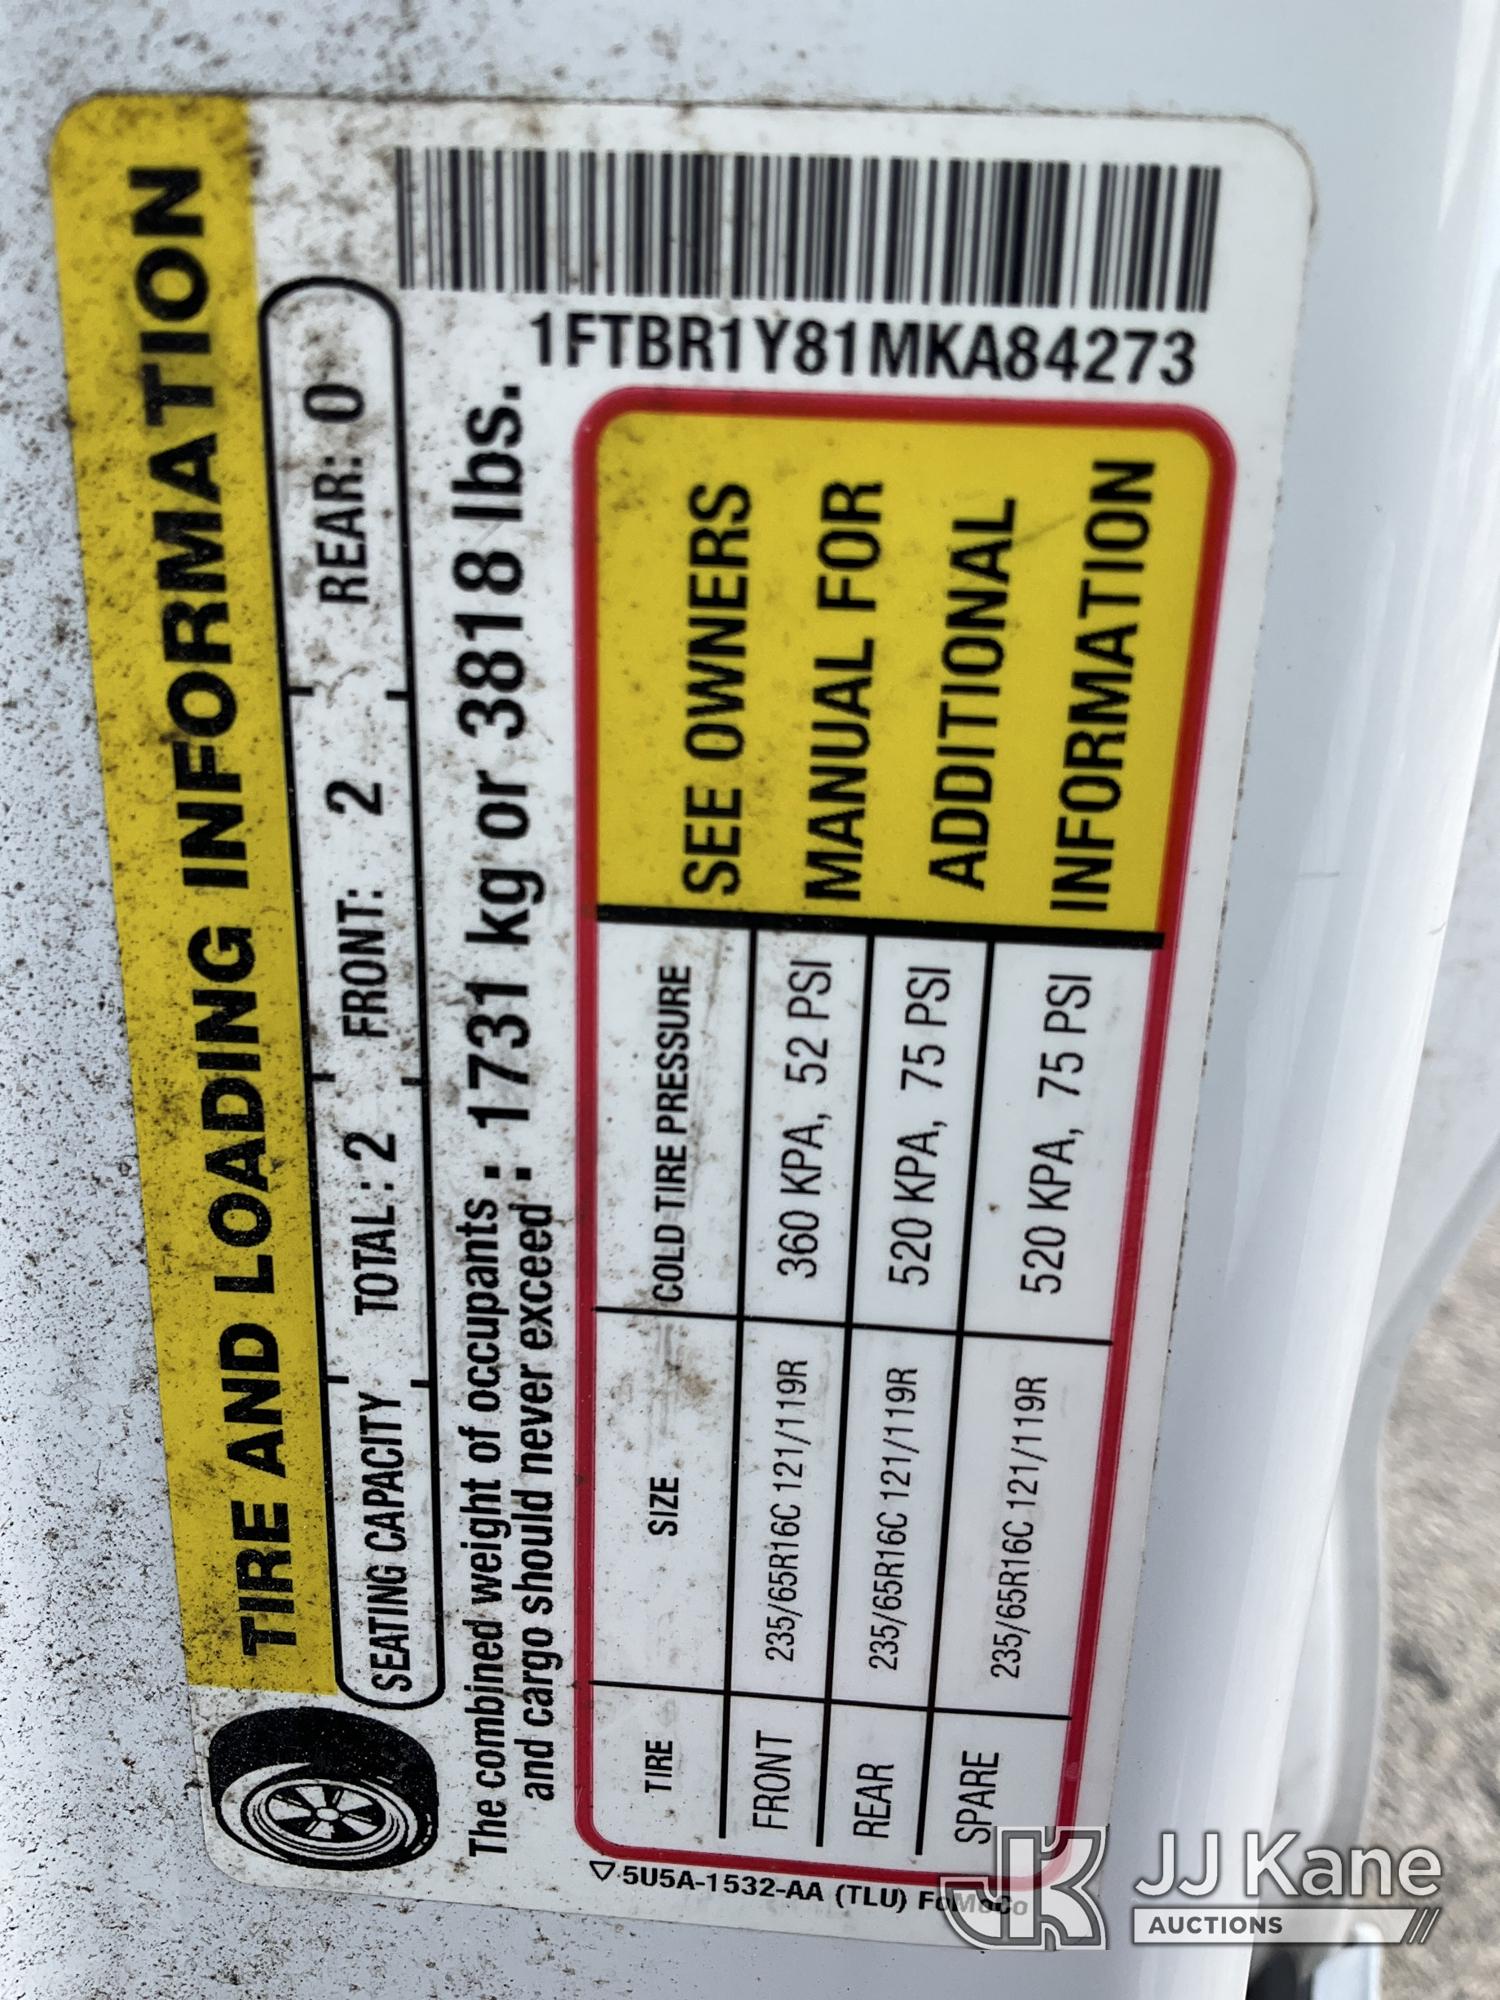 TIRE AND LOADING INFORMATION
SEATING CAPACITY TOTAL: 2 FRONT: 2 REAR: 0
The combined weight of occupants : 1731 kg or 3818 lbs.
and cargo should never exceed
1FTBR1Y81MKA84273
TIRE SIZE COLD TIRE PRESSURE
FRONT 235/65R16C 121/119R 360 KPA, 52 PSI
REAR 235/65R16C 121/119R 520 KPA, 75 PSI
SPARE 235/65R16C 121/119R 520 KPA, 75 PSI
SEE OWNERS
MANUAL FOR
ADDITIONAL
INFORMATION
5U5A-1532-AA (TLU) FoMoCo
JK JJ Kane
AUCTIONS